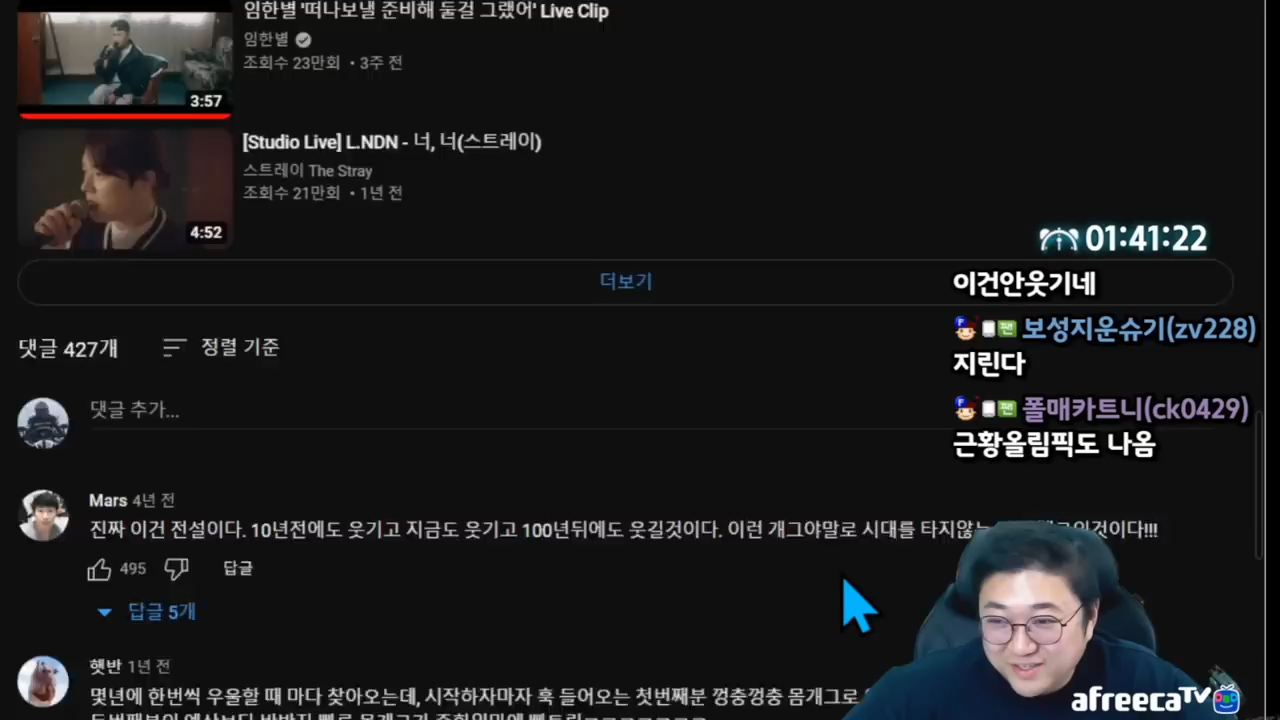 임한별 '떠나보낼 준비해 둘걸 그랬어' Live Clip
임한별
조회수 23만회 • 3주 전
3:57
[Studio Live] L.NDN - 너, 너(스트레이)
스트레이 The Stray
조회수 21만회 • 1년 전
4:52
01:41:22
더보기
이건안웃기네
보성지운슈기(zv228)
지린다
폴매카트니(ck0429)
근황올림픽도 나옴
댓글 427개
정렬 기준
댓글 추가...
Mars 4년 전
진짜 이건 전설이다. 10년전에도 웃기고 지금도 웃기고 100년뒤에도 웃길것이다. 이런 개그야말로 시대를 타지않는
495
답글
답글 5개
햇반 1년 전
몇년에 한번씩 우울할 때 마다 찾아오는데, 시작하자마자 훅 들어오는 첫번째분 껑충껑충 몸개그로
afreecaTV